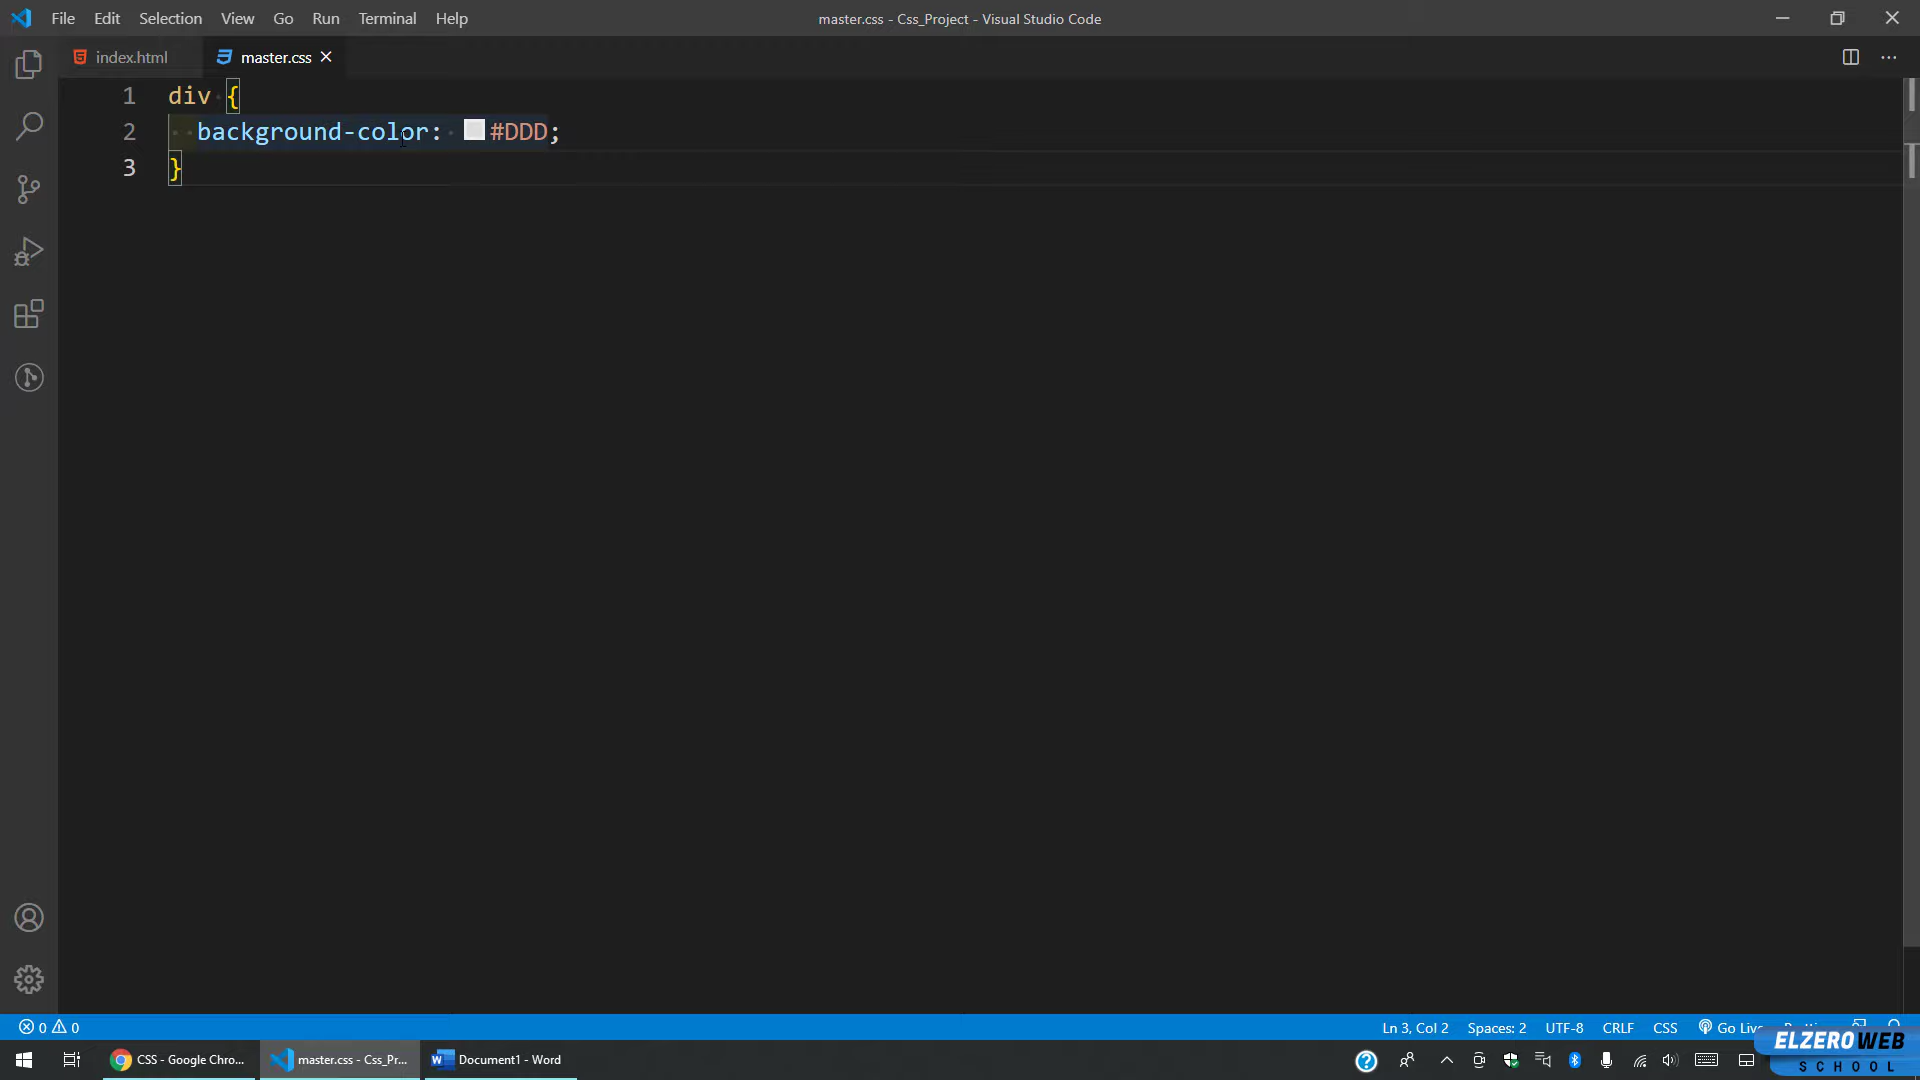 File Edit Selection View Go Run Terminal Help
master.css - Css_Project - Visual Studio Code
index.html master.css
1 div {
2 background-color: #DDD;
3 }
0 0
Ln 3, Col 2 Spaces: 2 UTF-8 CRLF CSS Go Live
CSS - Google Chro...
master.css - Css_Pr...
Document1 - Word
ELZEROWEB
SCHOOL